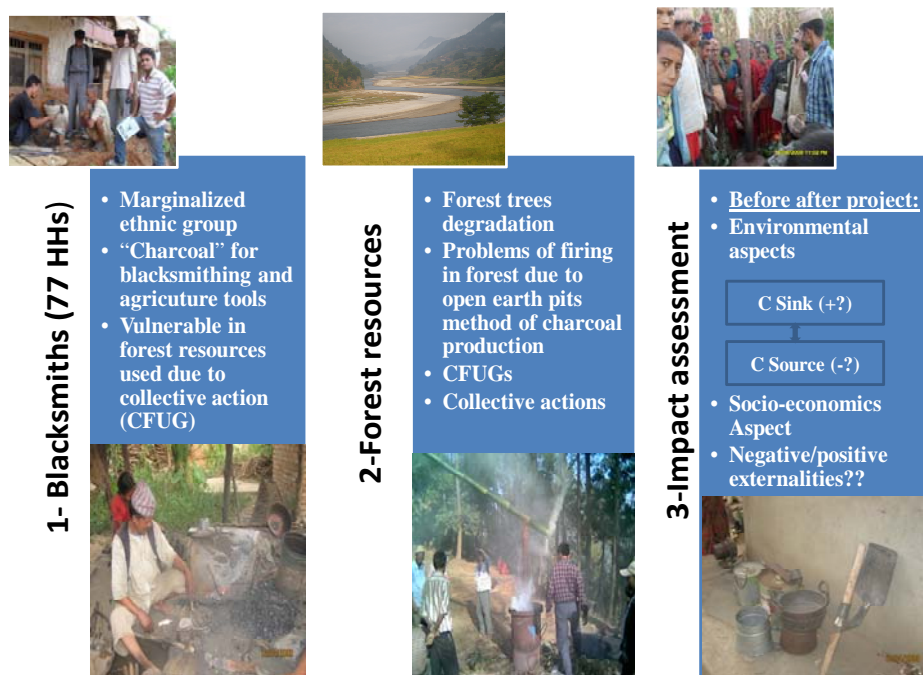 1- Blacksmiths (77 HHs)
• Marginalized
ethnic group
• “Charcoal” for
blacksmithing and
agricuture tools
• Vulnerable in
forest resources
used due to
collective action
(CFUG)
2-Forest resources
• Forest trees
degradation
• Problems of firing
in forest due to
open earth pits
method of charcoal
production
• CFUGs
• Collective actions
3-Impact assessment
• Before after project:
• Environmental
aspects
C Sink (+?)
C Source (-?)
• Socio-economics
Aspect
• Negative/positive
externalities??